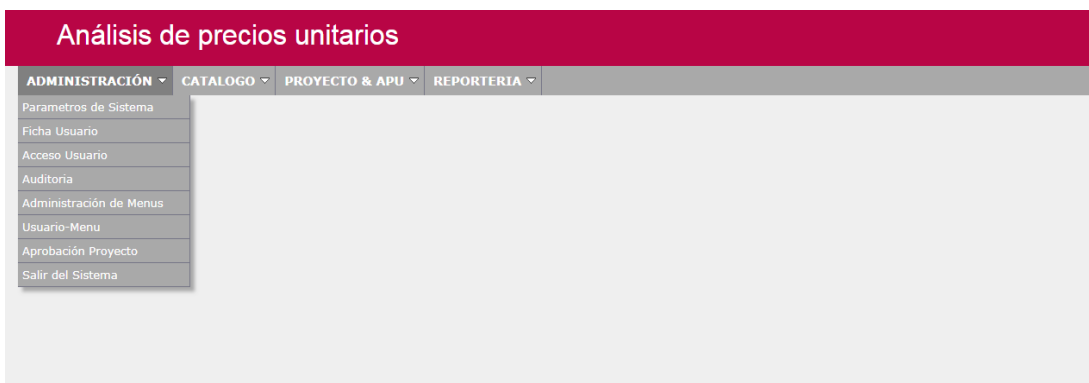 Análisis de precios unitarios
ADMINISTRACIÓN CATALOGO PROYECTO & APU REPORTERIA
Parametros de Sistema
Ficha Usuario
Acceso Usuario
Auditoria
Administración de Menus
Usuario-Menu
Aprobación Proyecto
Salir del Sistema